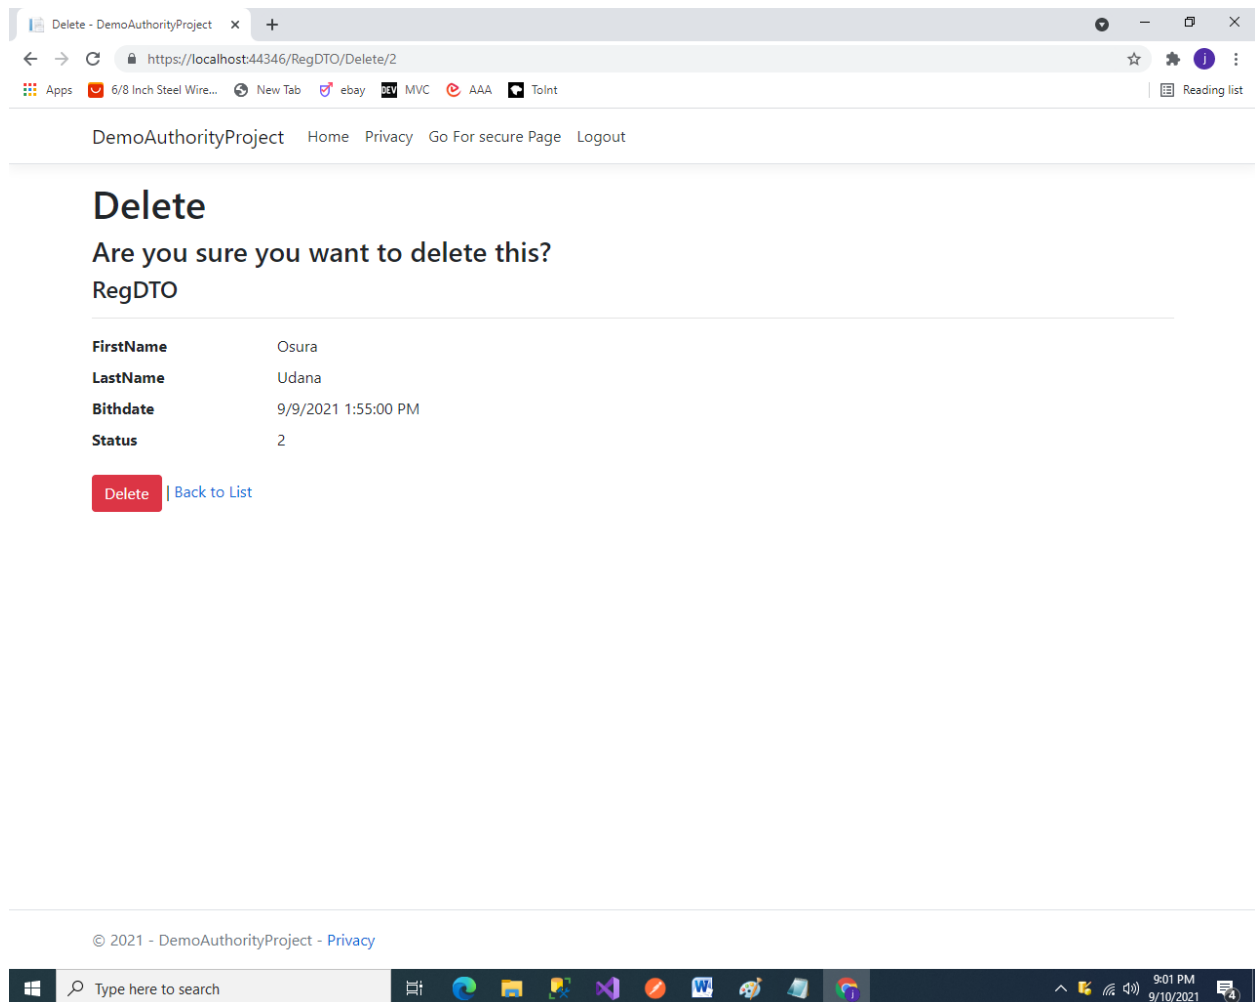 Delete - DemoAuthorityProject
https://localhost:44346/RegDTO/Delete/2
Apps 6/8 Inch Steel Wire... New Tab ebay DEV MVC AAA ToInt Reading list
DemoAuthorityProject Home Privacy Go For secure Page Logout
Delete
Are you sure you want to delete this?
RegDTO
FirstName Osura
LastName Udana
Bithdate 9/9/2021 1:55:00 PM
Status 2
Delete | Back to List
© 2021 - DemoAuthorityProject - Privacy
Type here to search
9:01 PM
9/10/2021
4